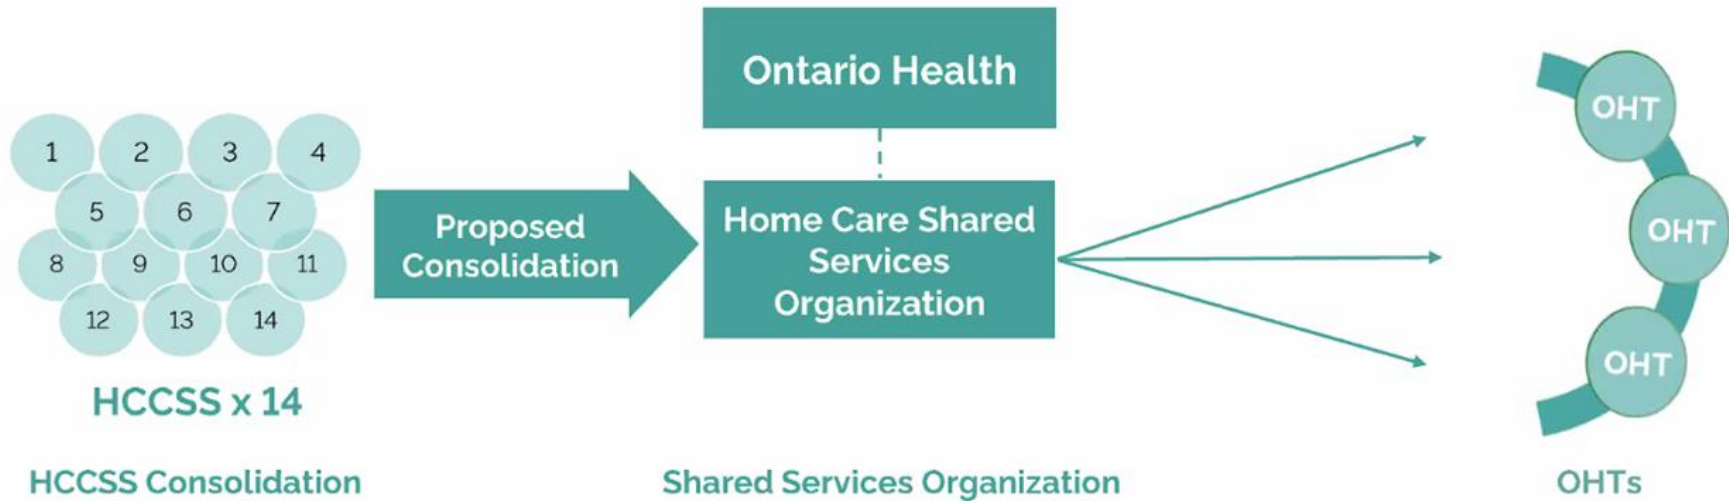 1 2 3 4
5 6 7
8 9 10 11
12 13 14
HCCSS x 14
HCCSS Consolidation
Proposed
Consolidation
Ontario Health
Home Care Shared
Services
Organization
Shared Services Organization
OHT
OHT
OHT
OHTs